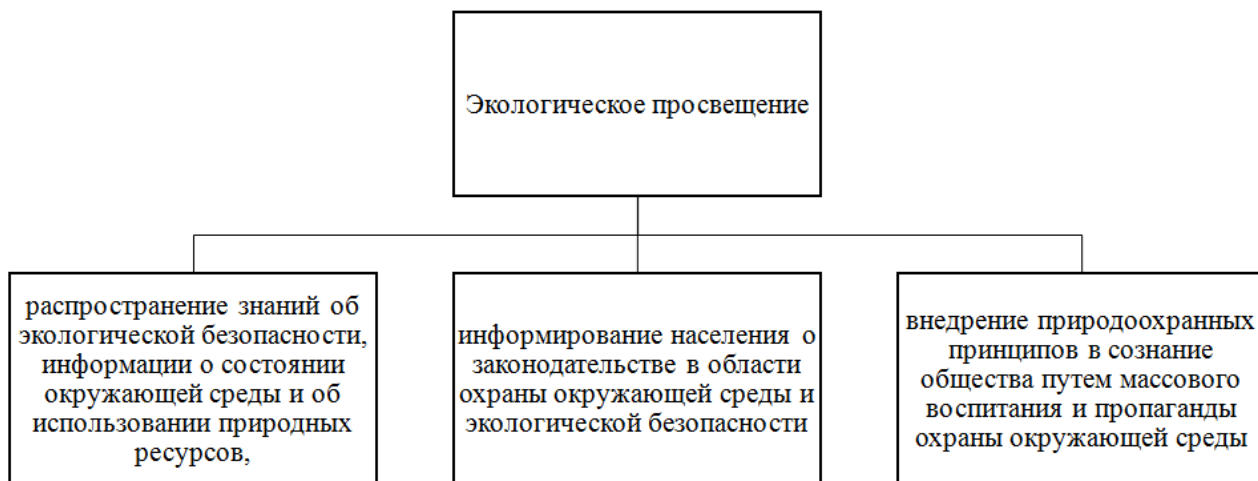 Экологическое просвещение
распространение знаний об
экологической безопасности,
информации о состоянии
окружающей среды и об
использовании природных
ресурсов,
информирование населения о
законодательстве в области
охраны окружающей среды и
экологической безопасности
внедрение природоохранных
принципов в сознание
общества путем массового
воспитания и пропаганды
охраны окружающей среды